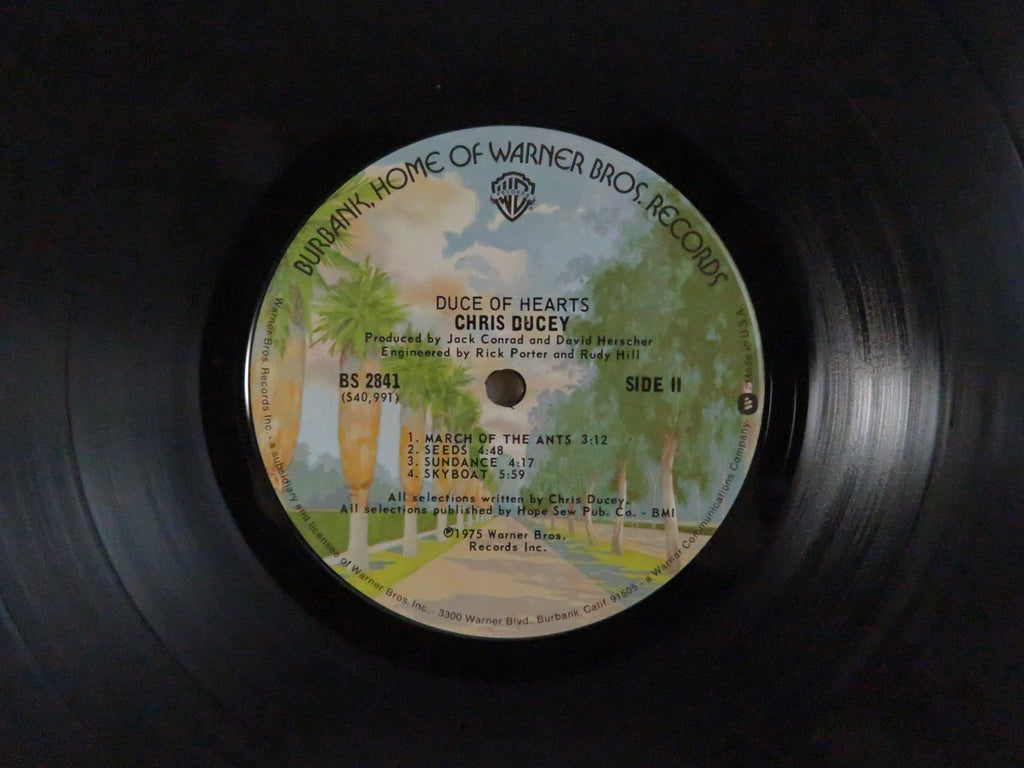 BURBANK, HOME OF WARNER BROS. RECORDS
WB
RECORDS
DUCE OF HEARTS
CHRIS DUCEY
Produced by Jack Conrad and David Herscher
Engineered by Rick Porter and Rudy Hill
BS 2841
(S40,991)
SIDE II
1. MARCH OF THE ANTS 3:12
2. SEEDS 4:48
3. SUNDANCE 4:17
4. SKYBOAT 5:59
All selections written by Chris Ducey.
All selections published by Hope Sew Pub. Co. - BMI
℗1975 Warner Bros.
Records Inc.
Warner Bros. Records Inc. - a subsidiary and licensee of Warner Bros. Inc. - 3300 Warner Blvd., Burbank, Calif. 91505 - a Warner Communications Company
Made in U.S.A.